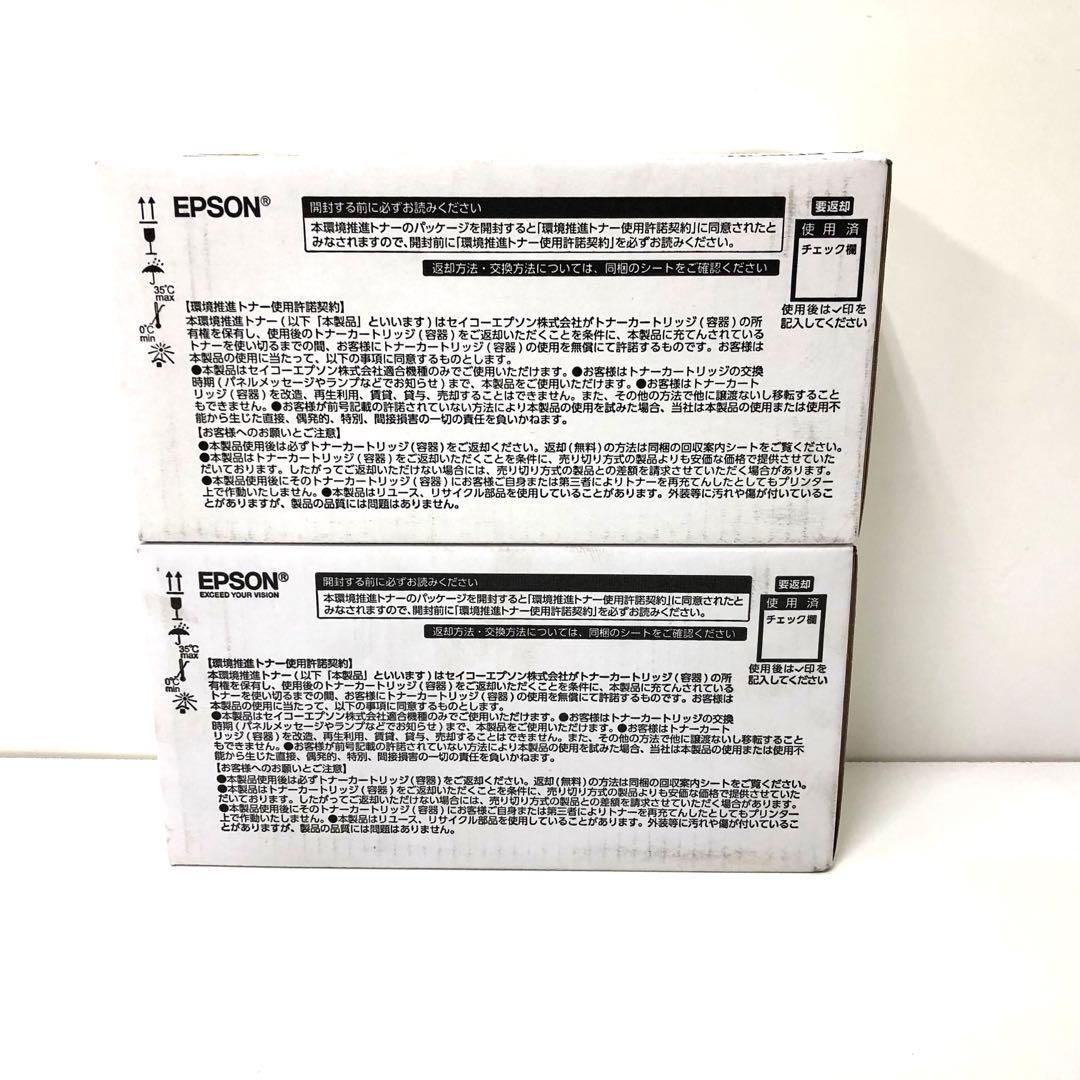 EPSON®
開封する前に必ずお読みください
本環境推進トナーのパッケージを開封すると「環境推進トナー使用許諾契約」に同意されたと
みなされますので、開封前に「環境推進トナー使用許諾契約」を必ずお読みください。
返却方法・交換方法については、同梱のシートをご確認ください
要返却
使用済
チェック欄
使用後は✓印を
記入してください
35℃
max
0℃
min
【環境推進トナー使用許諾契約】
本環境推進トナー(以下「本製品」といいます)はセイコーエプソン株式会社がトナーカートリッジ(容器)の所
有権を保有し、使用後のトナーカートリッジ(容器)をご返却いただくことを条件に、本製品に充てんされている
トナーを使い切るまでの間、お客様にトナーカートリッジ(容器)の使用を無償にて許諾するものです。お客様は
本製品の使用に当たって、以下の事項に同意するものとします。
●本製品はセイコーエプソン株式会社適合機種のみでご使用いただけます。●お客様はトナーカートリッジの交換
時期(パネルメッセージやランプなどでお知らせ)まで、本製品をご使用いただけます。●お客様はトナーカート
リッジ(容器)を改造、再生利用、賃貸、貸与、売却することはできません。また、その他の方法で他に譲渡ないし移転すること
もできません。●お客様が前号記載の許諾されていない方法により本製品の使用を試みた場合、当社は本製品の使用または使用不
能から生じた直接、偶発的、特別、間接損害の一切の責任を負いかねます。
【お客様へのお願いとご注意】
●本製品使用後は必ずトナーカートリッジ(容器)をご返却ください。返却(無料)の方法は同梱の回収案内シートをご覧ください。
●本製品はトナーカートリッジ(容器)をご返却いただくことを条件に、売り切り方式の製品よりも安価な価格で提供させていた
だいております。したがってご返却いただけない場合には、売り切り方式の製品との差額を請求させていただく場合があります。
●本製品使用後にそのトナーカートリッジ(容器)にお客様ご自身または第三者によりトナーを再充てんしたとしてもプリンター
上で作動いたしません。●本製品はリユース、リサイクル部品を使用していることがあります。外装等に汚れや傷が付いているこ
とがありますが、製品の品質には問題はありません。
EPSON®
EXCEED YOUR VISION
開封する前に必ずお読みください
本環境推進トナーのパッケージを開封すると「環境推進トナー使用許諾契約」に同意されたと
みなされますので、開封前に「環境推進トナー使用許諾契約」を必ずお読みください。
返却方法・交換方法については、同梱のシートをご確認ください
要返却
使用済
チェック欄
使用後は✓印を
記入してください
35℃
max
0℃
min
【環境推進トナー使用許諾契約】
本環境推進トナー(以下「本製品」といいます)はセイコーエプソン株式会社がトナーカートリッジ(容器)の所
有権を保有し、使用後のトナーカートリッジ(容器)をご返却いただくことを条件に、本製品に充てんされている
トナーを使い切るまでの間、お客様にトナーカートリッジ(容器)の使用を無償にて許諾するものです。お客様は
本製品の使用に当たって、以下の事項に同意するものとします。
●本製品はセイコーエプソン株式会社適合機種のみでご使用いただけます。●お客様はトナーカートリッジの交換
時期(パネルメッセージやランプなどでお知らせ)まで、本製品をご使用いただけます。●お客様はトナーカート
リッジ(容器)を改造、再生利用、賃貸、貸与、売却することはできません。また、その他の方法で他に譲渡ないし移転すること
もできません。●お客様が前号記載の許諾されていない方法により本製品の使用を試みた場合、当社は本製品の使用または使用不
能から生じた直接、偶発的、特別、間接損害の一切の責任を負いかねます。
【お客様へのお願いとご注意】
●本製品使用後は必ずトナーカートリッジ(容器)をご返却ください。返却(無料)の方法は同梱の回収案内シートをご覧ください。
●本製品はトナーカートリッジ(容器)をご返却いただくことを条件に、売り切り方式の製品よりも安価な価格で提供させていた
だいております。したがってご返却いただけない場合には、売り切り方式の製品との差額を請求させていただく場合があります。
●本製品使用後にそのトナーカートリッジ(容器)にお客様ご自身または第三者によりトナーを再充てんしたとしてもプリンター
上で作動いたしません。●本製品はリユース、リサイクル部品を使用していることがあります。外装等に汚れや傷が付いているこ
とがありますが、製品の品質には問題はありません。